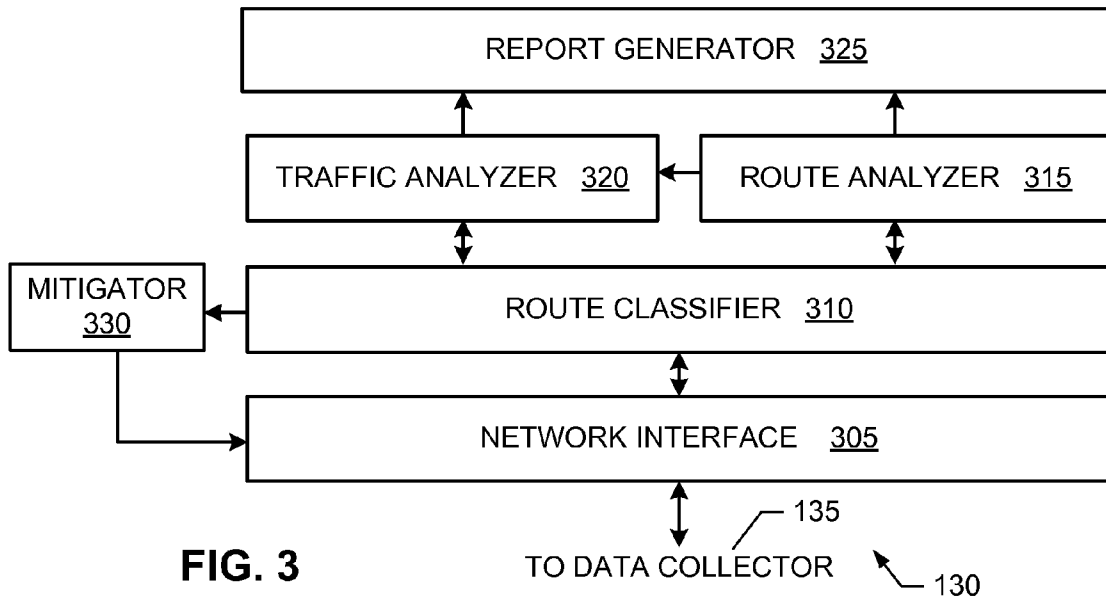 REPORT GENERATOR 325
TRAFFIC ANALYZER 320
ROUTE ANALYZER 315
MITIGATOR
330
ROUTE CLASSIFIER 310
NETWORK INTERFACE 305
135
TO DATA COLLECTOR
130
FIG. 3